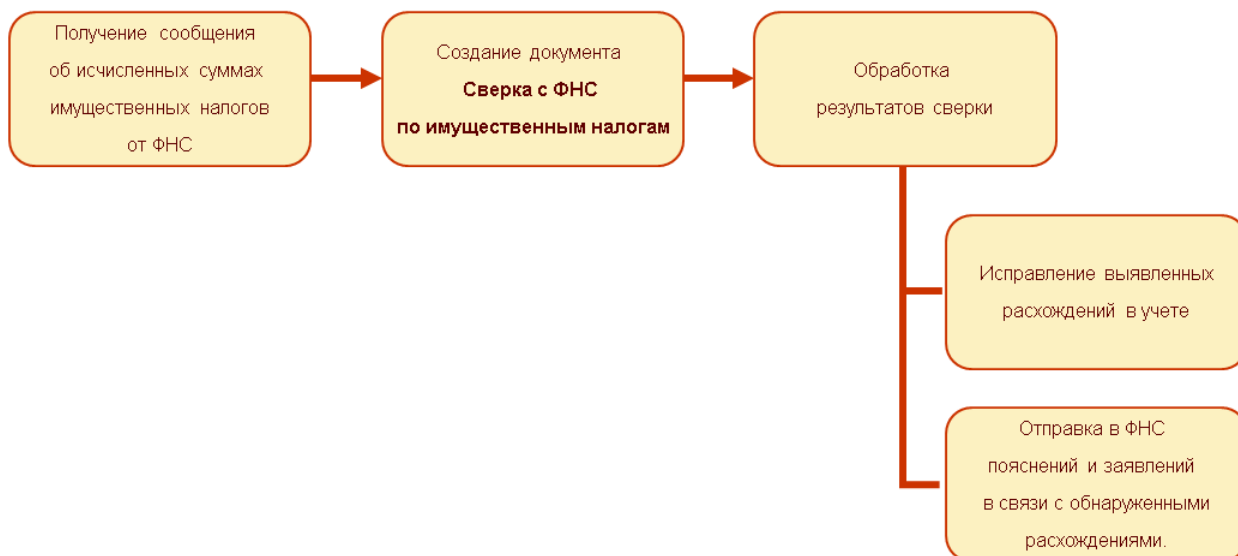 Получение сообщения
об исчисленных суммах
имущественных налогов
от ФНС
Создание документа
Сверка с ФНС
по имущественным налогам
Обработка
результатов сверки
Исправление выявленных
расхождений в учете
Отправка в ФНС
пояснений и заявлений
в связи с обнаруженными
расхождениями.